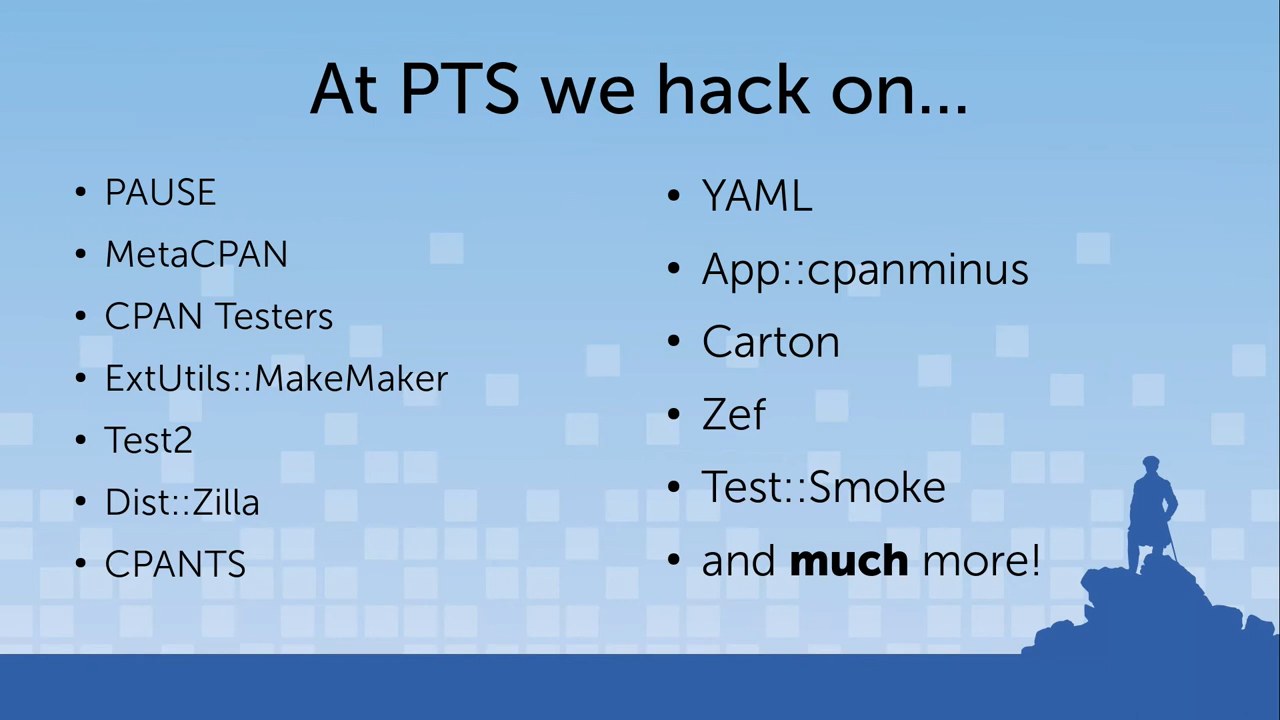 At PTS we hack on...
• PAUSE
• MetaCPAN
• CPAN Testers
• ExtUtils::MakeMaker
• Test2
• Dist::Zilla
• CPANTS
• YAML
• App::cpanminus
• Carton
• Zef
• Test::Smoke
• and much more!